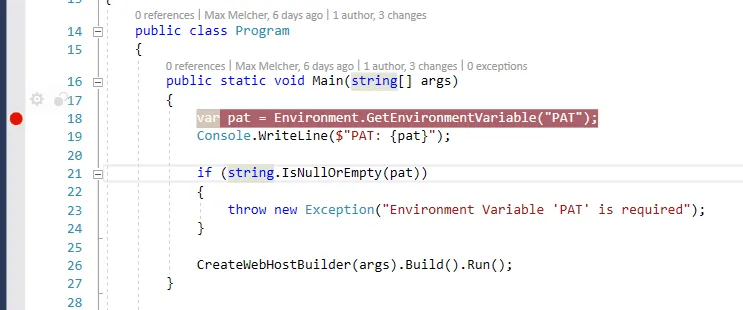 0 references | Max Melcher, 6 days ago | 1 author, 3 changes
14 public class Program
15 {
0 references | Max Melcher, 6 days ago | 1 author, 3 changes | 0 exceptions
16 public static void Main(string[] args)
17 {
18 var pat = Environment.GetEnvironmentVariable("PAT");
19 Console.WriteLine($"PAT: {pat}");
20
21 if (string.IsNullOrEmpty(pat))
22 {
23 throw new Exception("Environment Variable 'PAT' is required");
24 }
25
26 CreateWebHostBuilder(args).Build().Run();
27 }
28